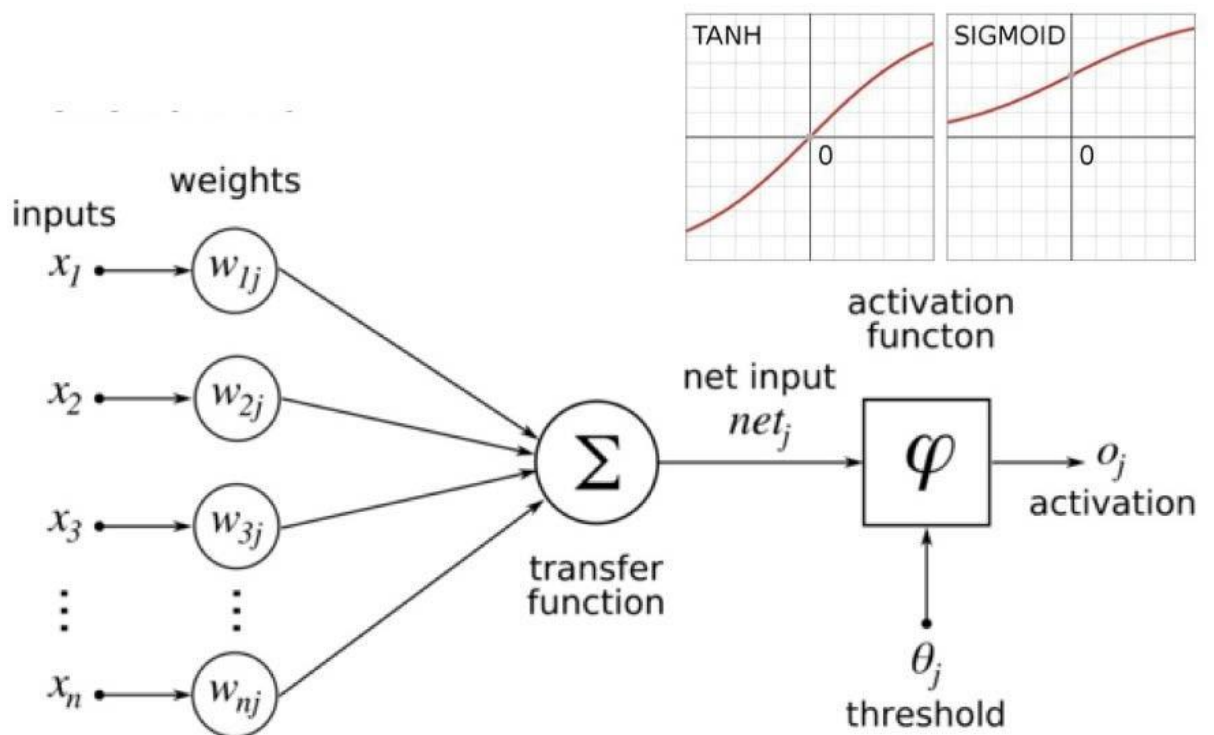 TANH
SIGMOID
0
0
weights
inputs
x1
w1j
x2
w2j
x3
w3j
⋮
⋮
xn
wnj
Σ
transfer
function
net input
netj
activation
functon
φ
oj
activation
θj
threshold